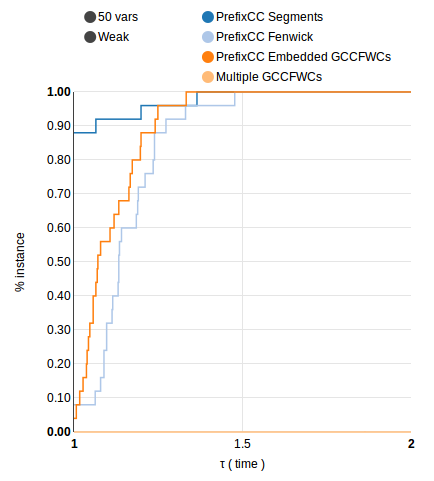 50 vars
Weak
PrefixCC Segments
PrefixCC Fenwick
PrefixCC Embedded GCCFWCs
Multiple GCCFWCs
1.00
0.90
0.80
0.70
0.60
0.50
0.40
0.30
0.20
0.10
0.00
% instance
1
1.5
2
τ ( time )